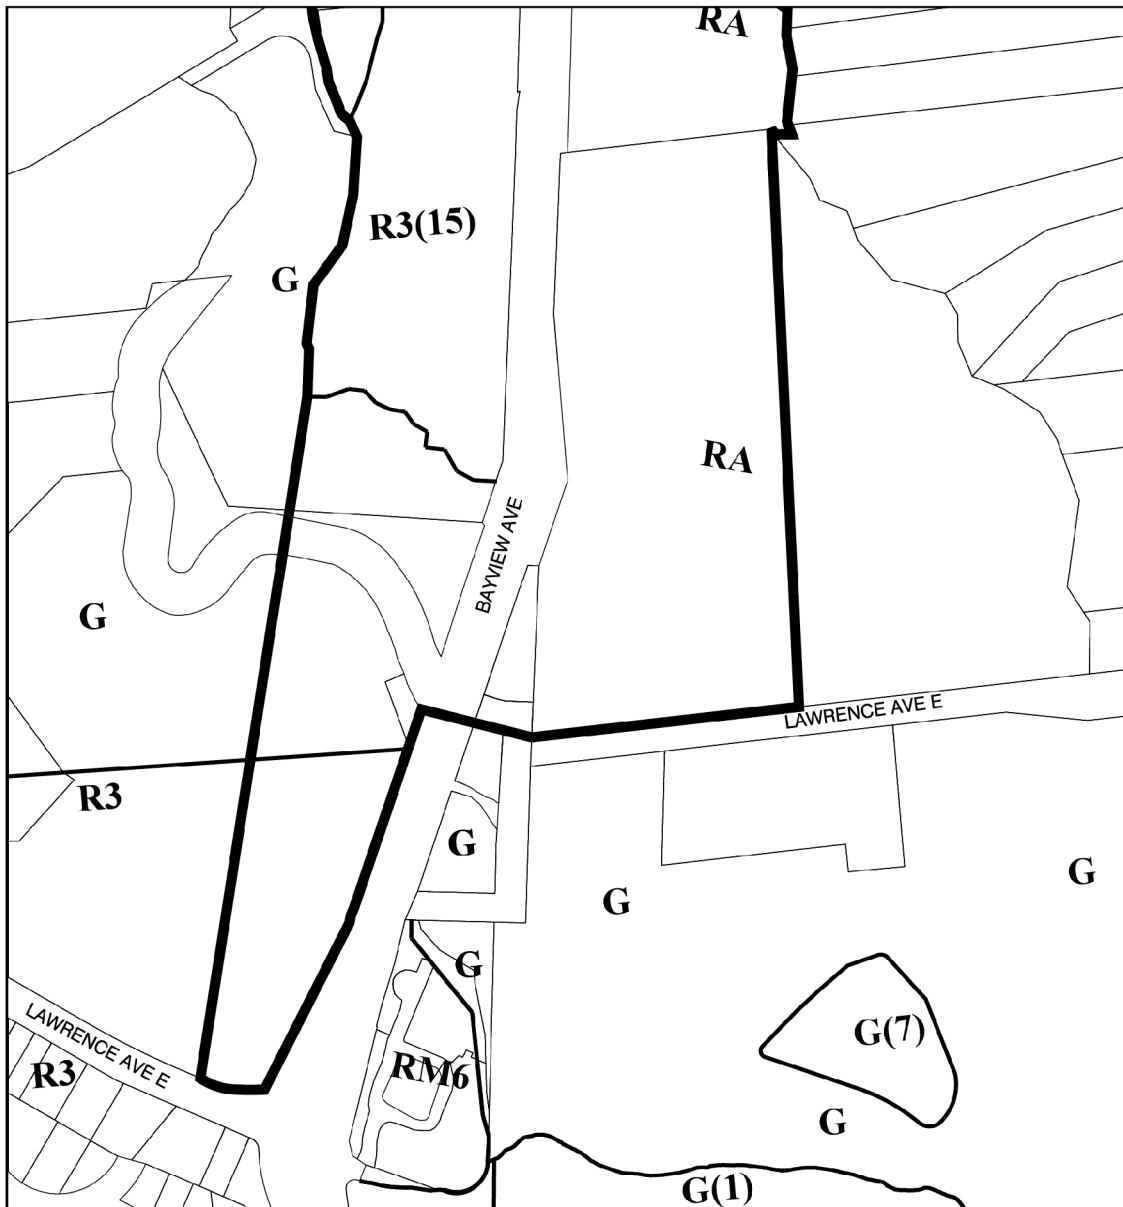 RA
R3(15)
G
RA
BAYVIEW AVE
G
LAWRENCE AVE E
R3
G
G
G
G
G(7)
LAWRENCE AVE E
R3
RM6
G
G(1)